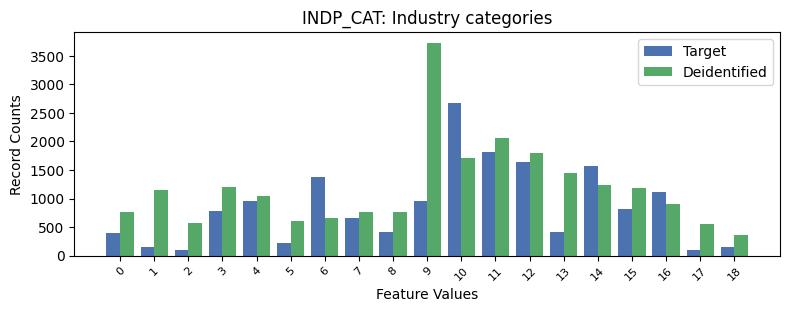 INDP_CAT: Industry categories
Target
Deidentified
Record Counts
3500
3000
2500
2000
1500
1000
500
0
0 1 2 3 4 5 6 7 8 9 10 11 12 13 14 15 16 17 18
Feature Values